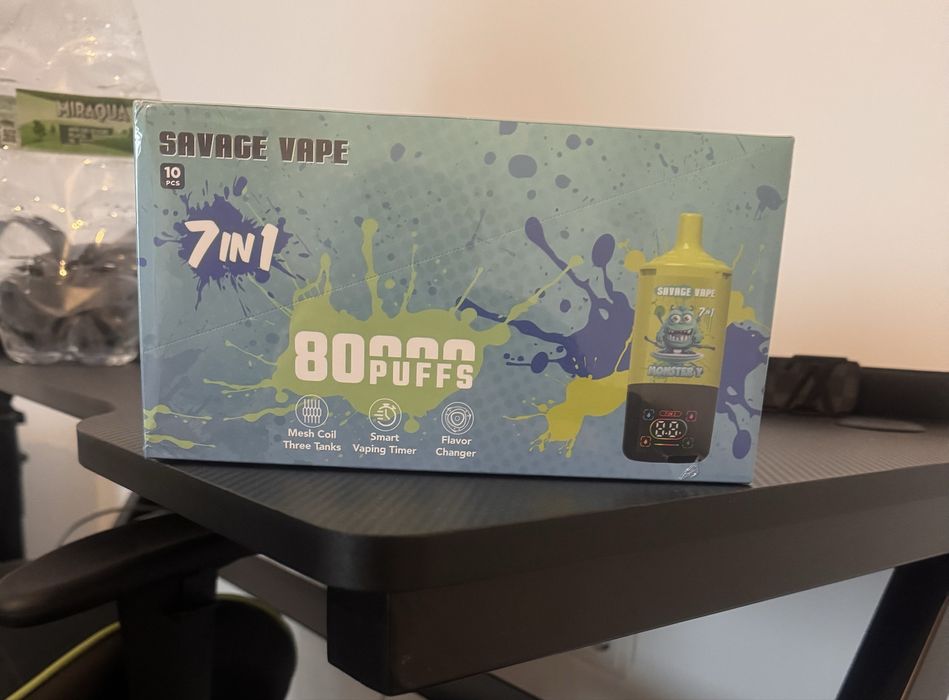 MIRAQUA
SAVAGE VAPE
10
PCS
7IN1
80000
PUFFS
Mesh Coil
Three Tanks
Smart
Vaping Timer
Flavor
Changer
SAVAGE VAPE
7in1
MONSTER Y
7IN1